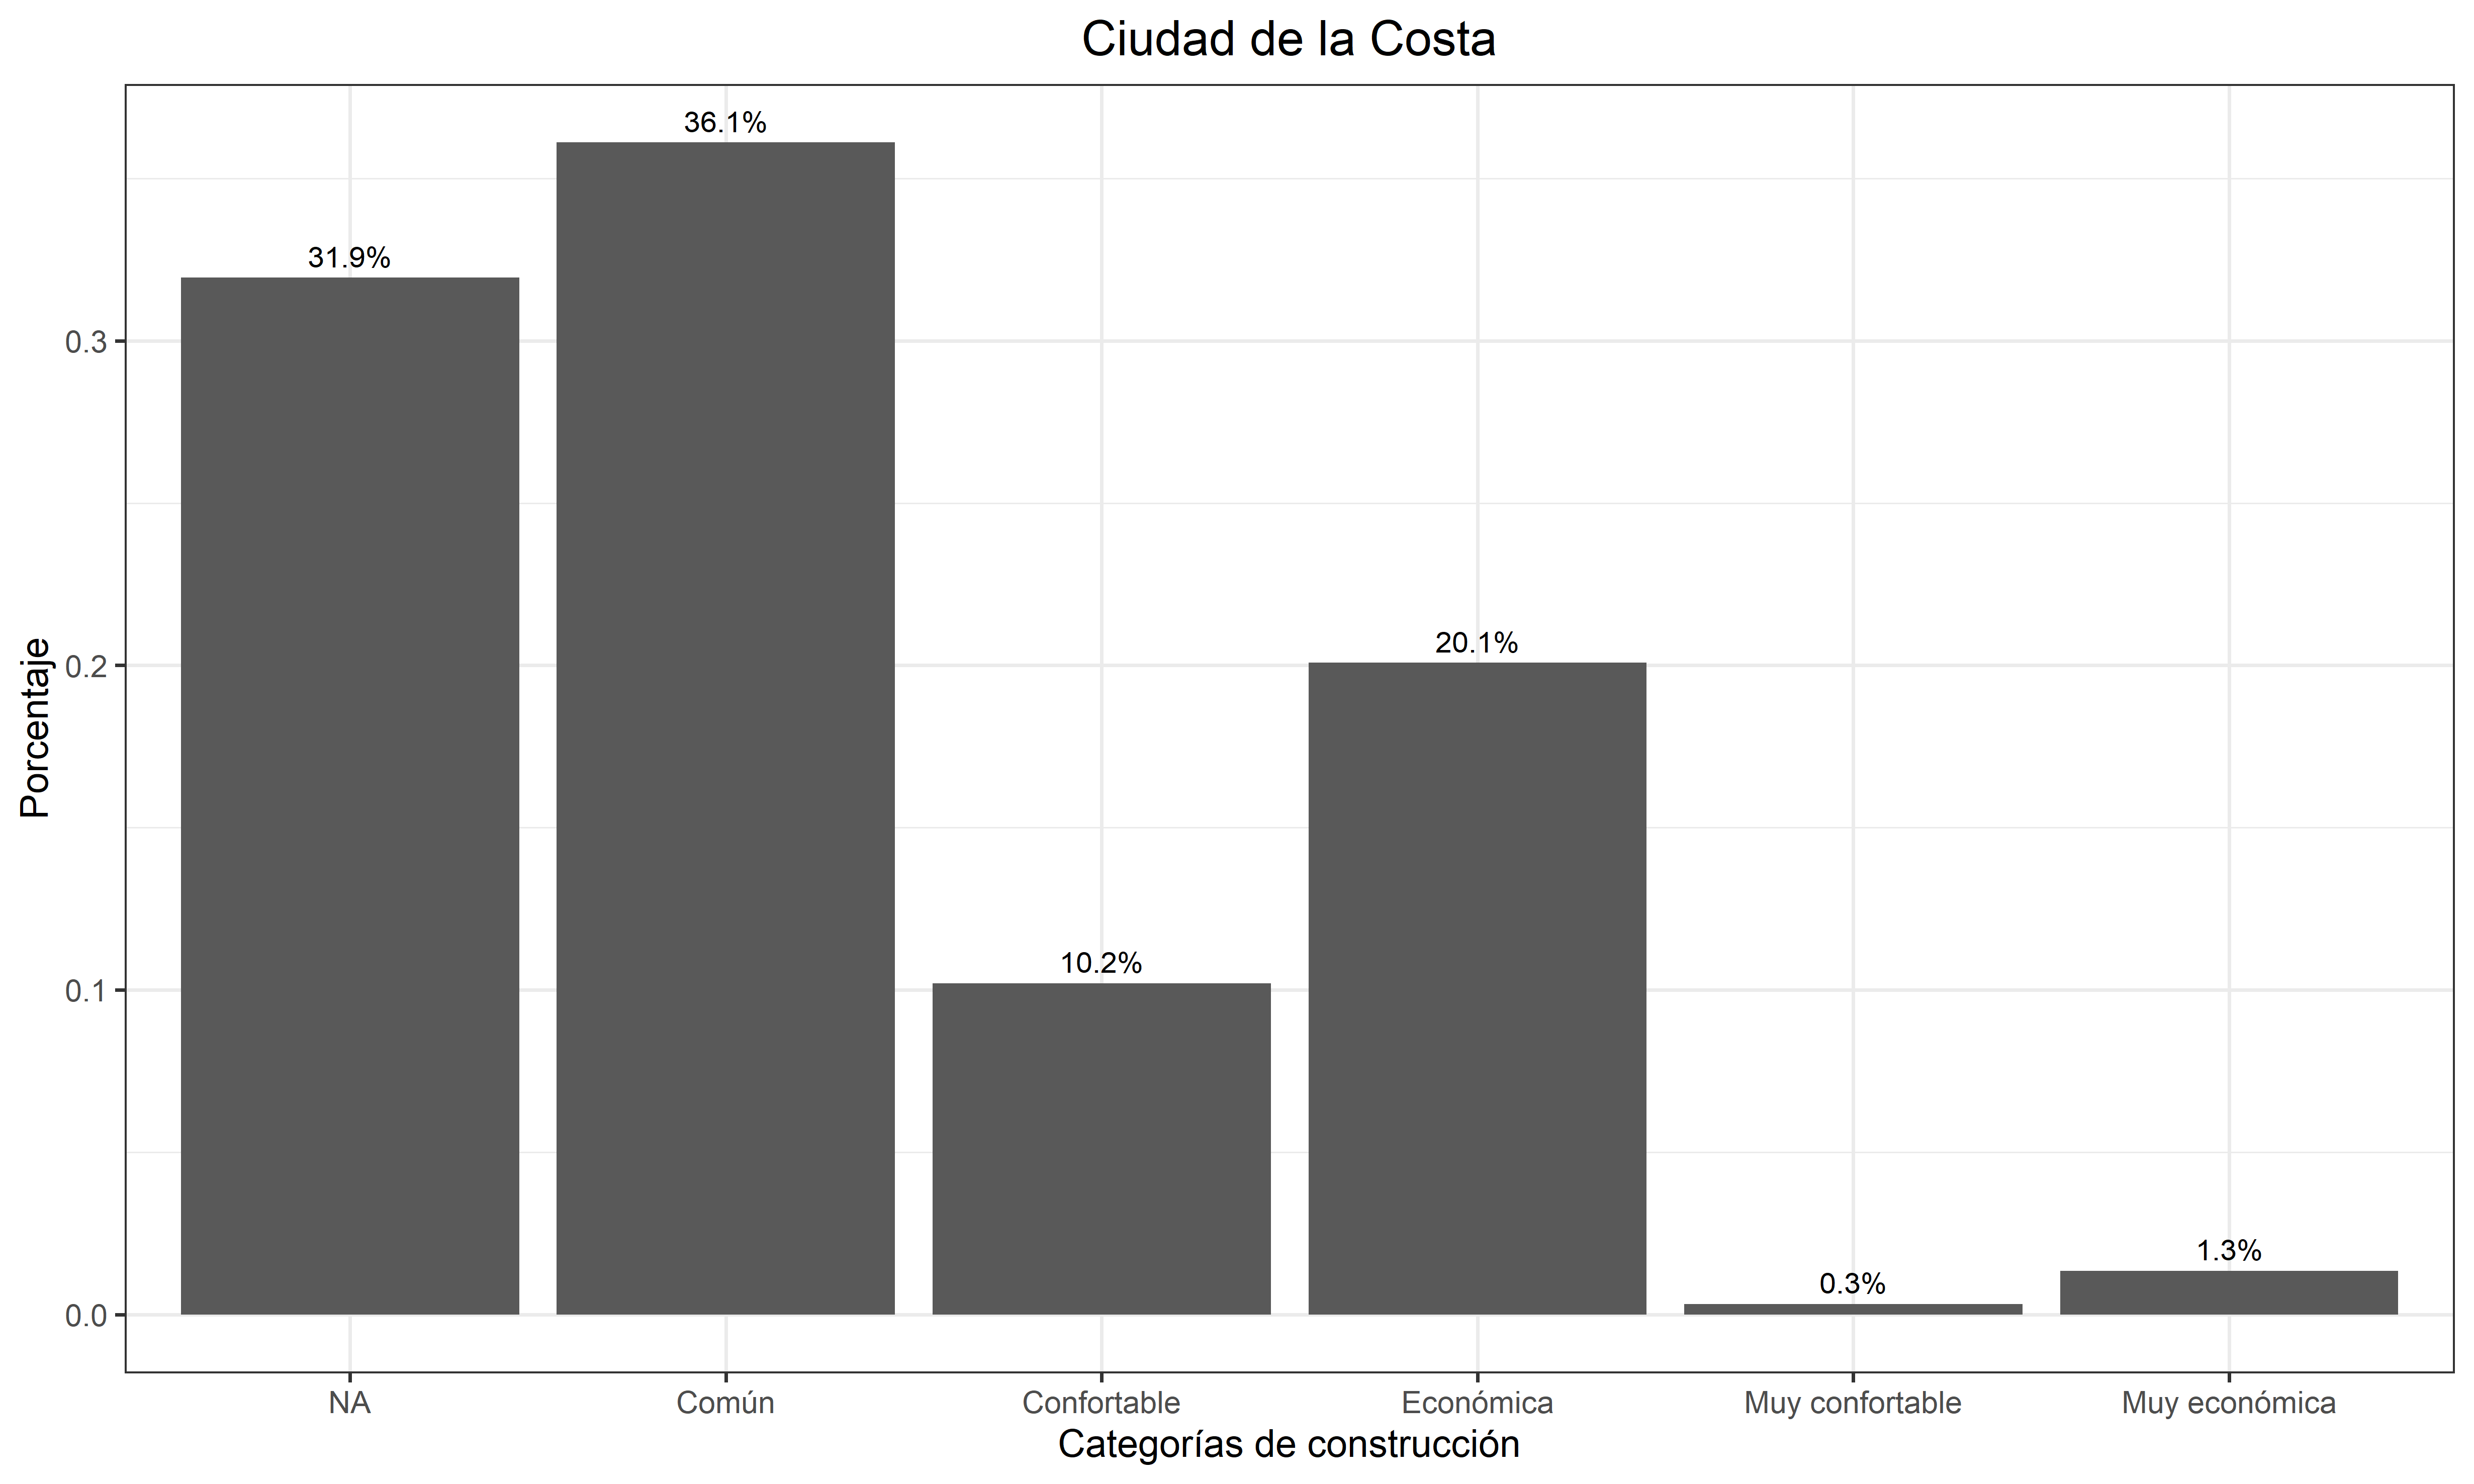 Ciudad de la Costa
36.1%
31.9%
0.3
20.1%
0.2
10.2%
0.1
1.3%
0.3%
0.0
Porcentaje
NA Común Confortable Económica Muy confortable Muy económica
Categorías de construcción